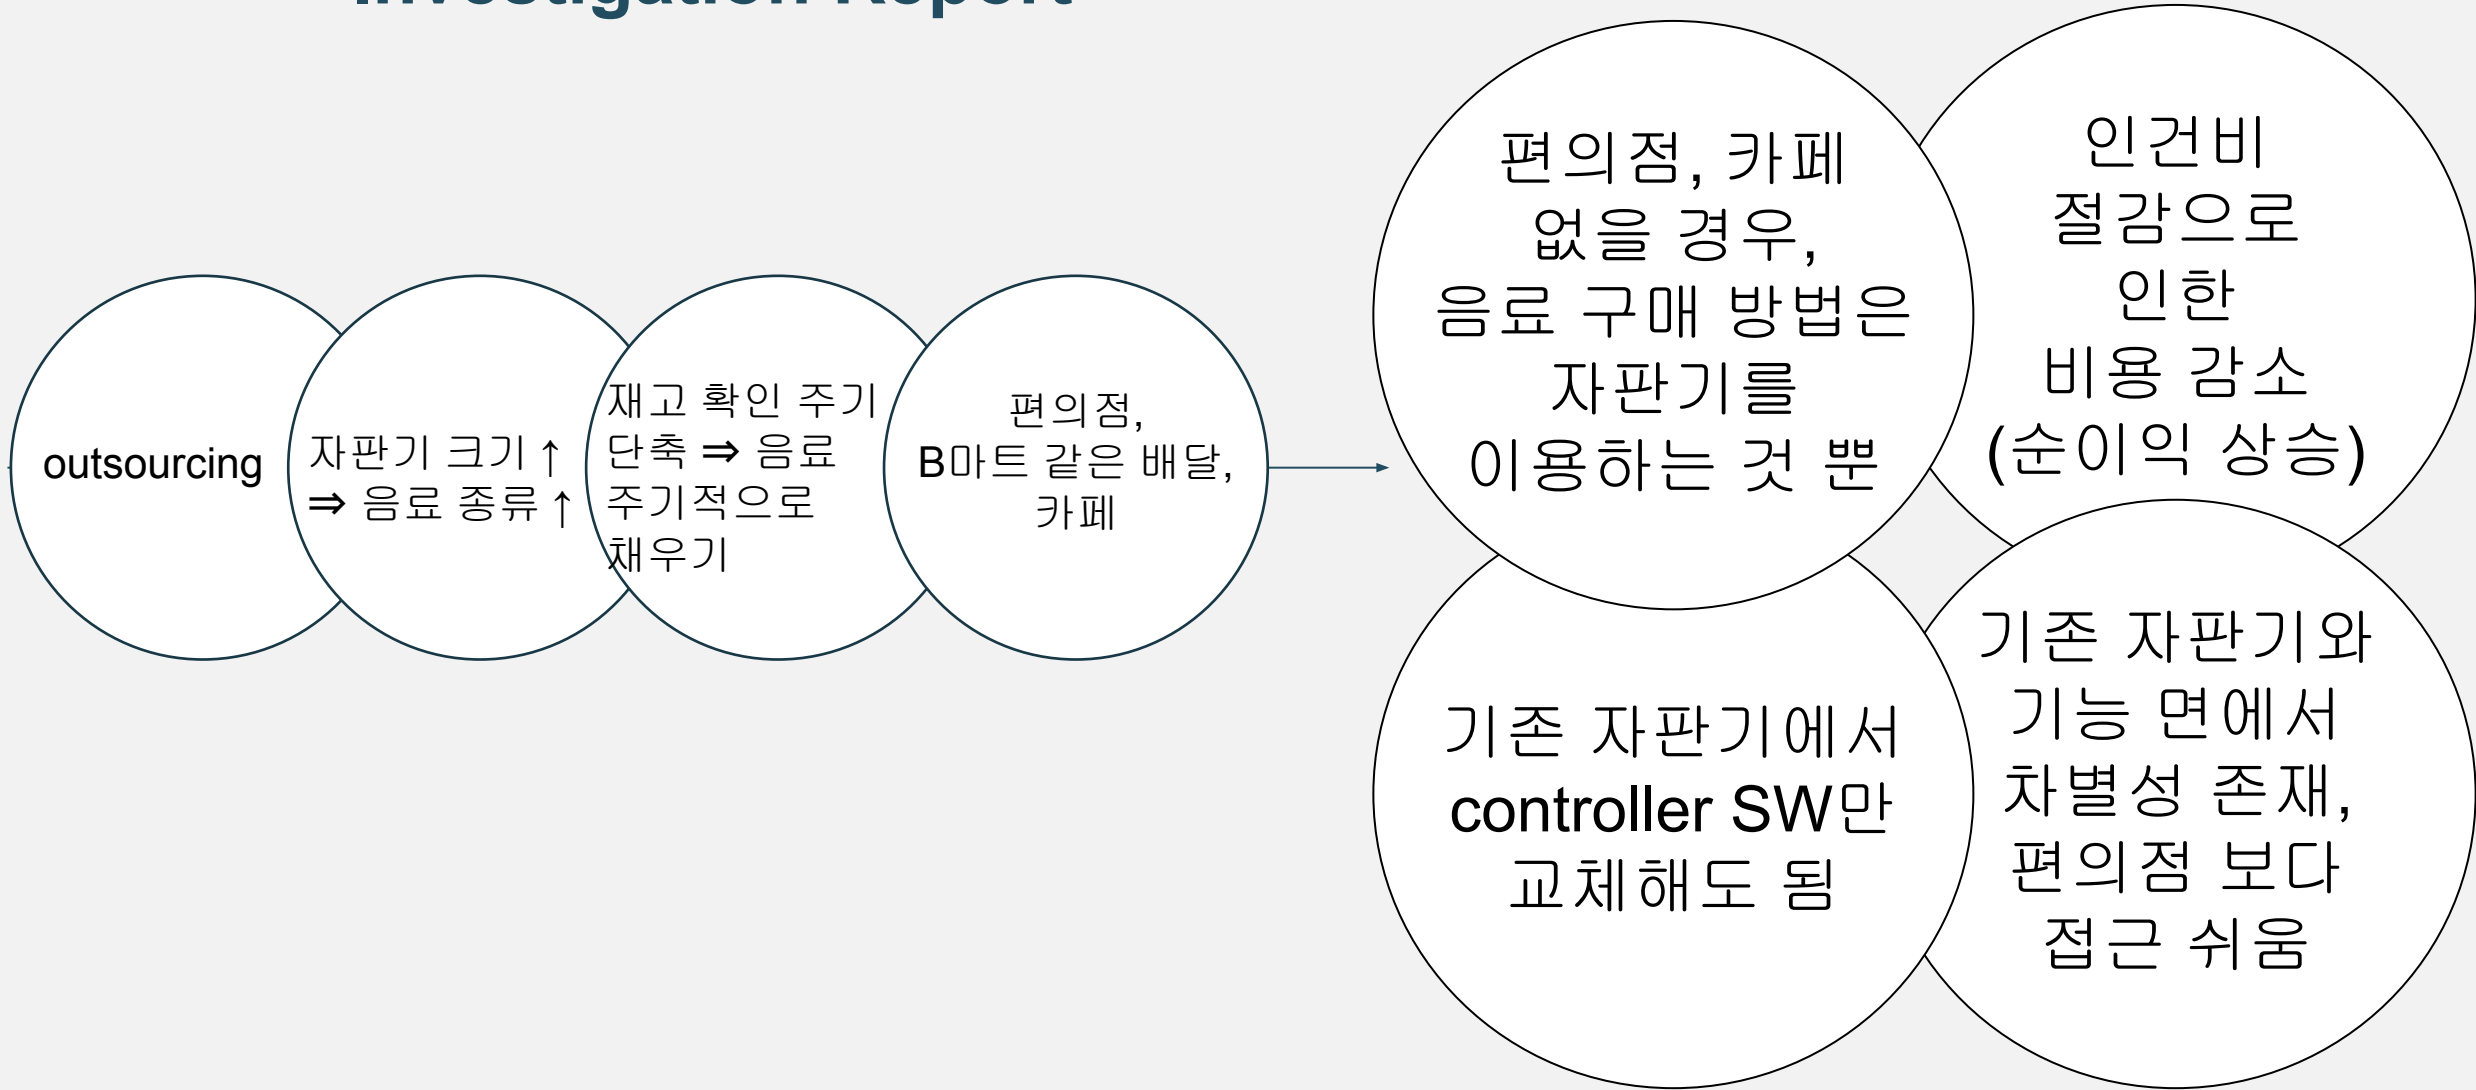 Investigation Report
outsourcing
자판기 크기 ↑
⇒ 음료 종류 ↑
재고 확인 주기
단축 ⇒ 음료
주기적으로
채우기
편의점,
B마트 같은 배달,
카페
편의점, 카페
없을 경우,
음료 구매 방법은
자판기를
이용하는 것 뿐
인건비
절감으로
인한
비용 감소
(순이익 상승)
기존 자판기에서
controller SW만
교체해도 됨
기존 자판기와
기능 면에서
차별성 존재,
편의점 보다
접근 쉬움